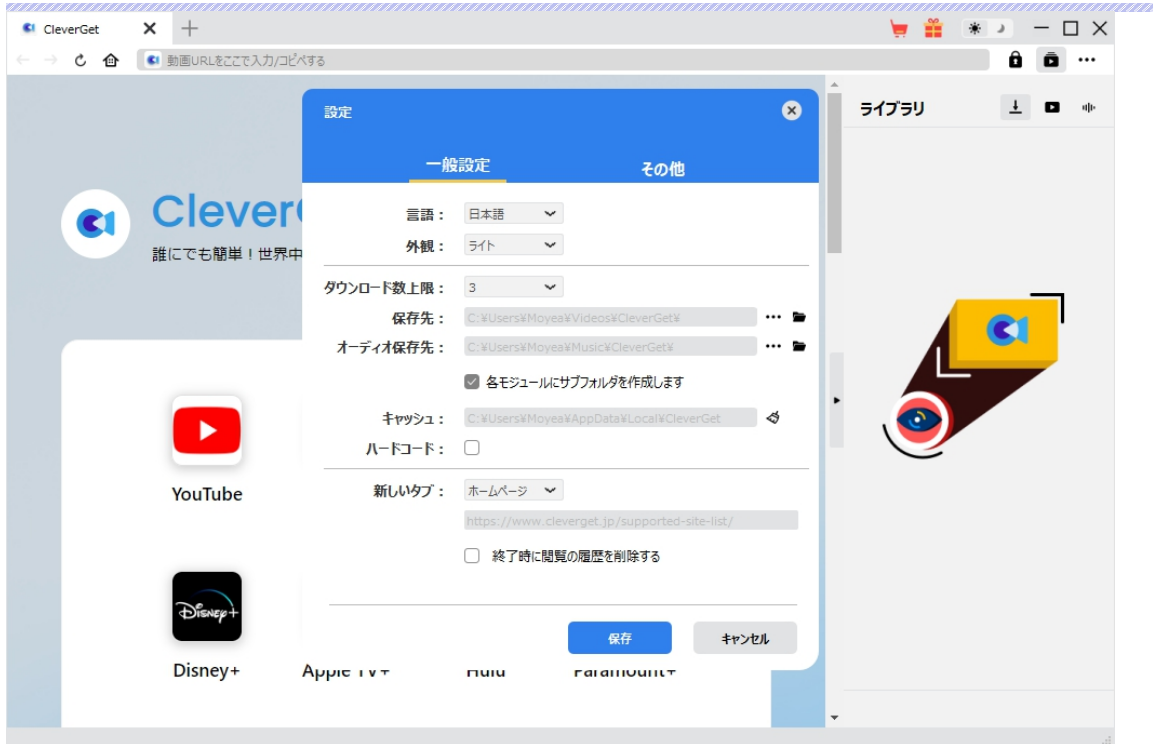 CleverGet
動画URLをここで入力/コピペする
設定
一般設定
その他
ライブラリ
Clever
誰にでも簡単！世界中
言語：
日本語
外観：
ライト
ダウンロード数上限：
3
保存先：
C:¥Users¥Moyea¥Videos¥CleverGet¥
オーディオ保存先：
C:¥Users¥Moyea¥Music¥CleverGet¥
各モジュールにサブフォルダを作成します
キャッシュ：
C:¥Users¥Moyea¥AppData¥Local¥CleverGet
ハードコード：
新しいタブ：
ホームページ
https://www.cleverget.jp/supported-site-list/
終了時に閲覧の履歴を削除する
保存
キャンセル
YouTube
Disney+
Disney+
Apple TV+
Hulu
Paramount+